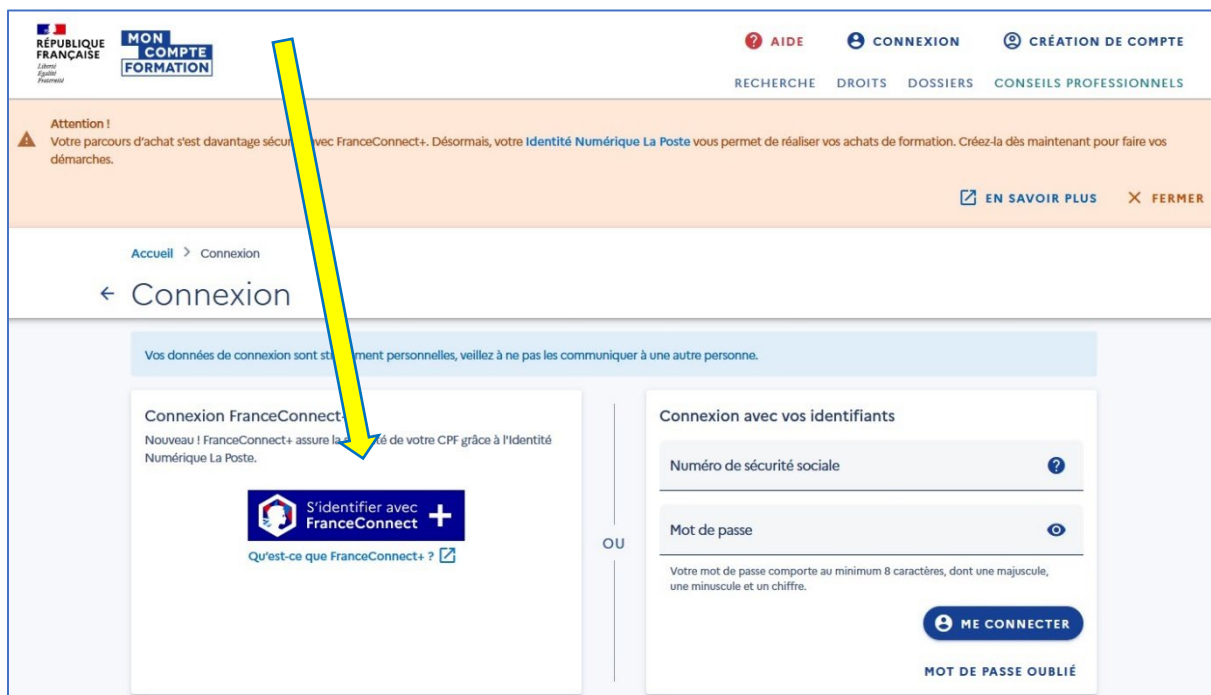 RÉPUBLIQUE
FRANÇAISE
Liberté
Égalité
Fraternité
MON
COMPTE
FORMATION
AIDE
CONNEXION
CRÉATION DE COMPTE
RECHERCHE DROITS DOSSIERS CONSEILS PROFESSIONNELS
Attention !
Votre parcours d'achat s'est davantage avec FranceConnect+. Désormais, votre Identité Numérique La Poste vous permet de réaliser vos achats de formation. Créez-la dès maintenant pour faire vos
démarches.
EN SAVOIR PLUS
FERMER
Accueil > Connexion
← Connexion
Vos données de connexion sont personnelles, veillez à ne pas les communiquer à une autre personne.
Connexion FranceConnect+
Nouveau ! FranceConnect+ assure la de votre CPF grâce à l'Identité
Numérique La Poste.
S'identifier avec
FranceConnect +
Qu'est-ce que FranceConnect+ ?
OU
Connexion avec vos identifiants
Numéro de sécurité sociale
Mot de passe
Votre mot de passe comporte au minimum 8 caractères, dont une majuscule,
une minuscule et un chiffre.
ME CONNECTER
MOT DE PASSE OUBLIÉ